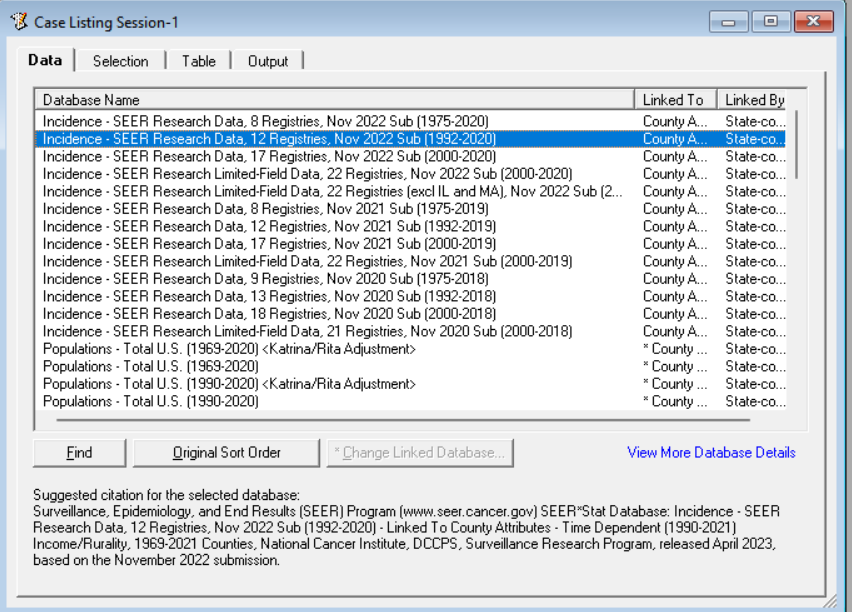 Case Listing Session-1
Data Selection Table Output
Database Name Linked To Linked By
Incidence - SEER Research Data, 8 Registries, Nov 2022 Sub (1975-2020) County A... State-co...
Incidence - SEER Research Data, 12 Registries, Nov 2022 Sub (1992-2020) County A... State-co...
Incidence - SEER Research Data, 17 Registries, Nov 2022 Sub (2000-2020) County A... State-co...
Incidence - SEER Research Limited-Field Data, 22 Registries, Nov 2022 Sub (2000-2020) County A... State-co...
Incidence - SEER Research Limited-Field Data, 22 Registries (excl IL and MA), Nov 2022 Sub (2... County A... State-co...
Incidence - SEER Research Data, 8 Registries, Nov 2021 Sub (1975-2019) County A... State-co...
Incidence - SEER Research Data, 12 Registries, Nov 2021 Sub (1992-2019) County A... State-co...
Incidence - SEER Research Data, 17 Registries, Nov 2021 Sub (2000-2019) County A... State-co...
Incidence - SEER Research Limited-Field Data, 22 Registries, Nov 2021 Sub (2000-2019) County A... State-co...
Incidence - SEER Research Data, 9 Registries, Nov 2020 Sub (1975-2018) County A... State-co...
Incidence - SEER Research Data, 13 Registries, Nov 2020 Sub (1992-2018) County A... State-co...
Incidence - SEER Research Data, 18 Registries, Nov 2020 Sub (2000-2018) County A... State-co...
Incidence - SEER Research Limited-Field Data, 21 Registries, Nov 2020 Sub (2000-2018) County A... State-co...
Populations - Total U.S. (1969-2020) <Katrina/Rita Adjustment> * County ... State-co...
Populations - Total U.S. (1969-2020) * County ... State-co...
Populations - Total U.S. (1990-2020) <Katrina/Rita Adjustment> * County ... State-co...
Populations - Total U.S. (1990-2020) * County ... State-co...
Find Original Sort Order * Change Linked Database... View More Database Details
Suggested citation for the selected database:
Surveillance, Epidemiology, and End Results (SEER) Program (www.seer.cancer.gov) SEER*Stat Database: Incidence - SEER
Research Data, 12 Registries, Nov 2022 Sub (1992-2020) - Linked To County Attributes - Time Dependent (1990-2021)
Income/Rurality, 1969-2021 Counties, National Cancer Institute, DCCPS, Surveillance Research Program, released April 2023,
based on the November 2022 submission.